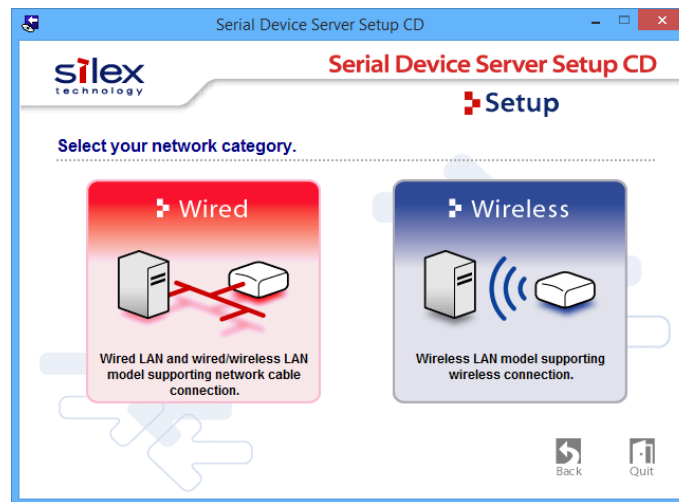 Serial Device Server Setup CD
silex
technology
Serial Device Server Setup CD
Setup
Select your network category.
Wired
Wired LAN and wired/wireless LAN
model supporting network cable
connection.
Wireless
Wireless LAN model supporting
wireless connection.
Back
Quit